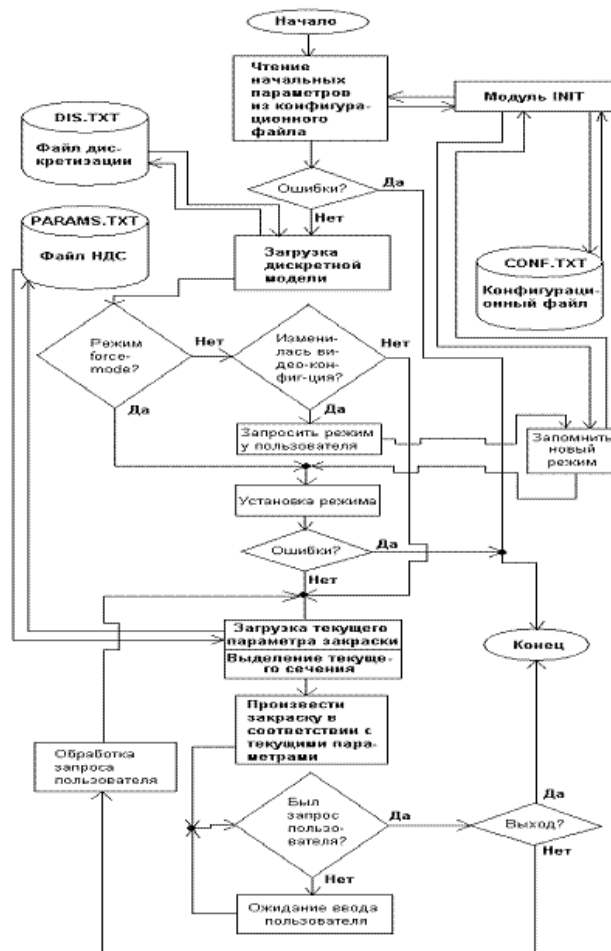 Начало
Чтение
начальных
параметров
из конфигура-
ционного
файла
Модуль INIT
DIS.TXT
Файл дис-
кретизации
Ошибки?
Да
Нет
PARAMS.TXT
Файл НДС
Загрузка
дискретной
модели
CONF.TXT
Конфигураци-
онный файл
Режим
force-
mode?
Нет
Измени-
лась ви-
део-кон-
фиг-ция?
Нет
Да
Да
Запросить режим
у пользователя
Запомнить
новый
режим
Установка режима
Ошибки?
Да
Нет
Загрузка текущего
параметра закраски
Выделение текуще-
го сечения
Конец
Произвести
закраску в
соответствии с
текущими пара-
метрами
Обработка
запроса
пользователя
Был
запрос
пользо-
вателя?
Да
Выход?
Да
Нет
Нет
Ожидание ввода
пользователя